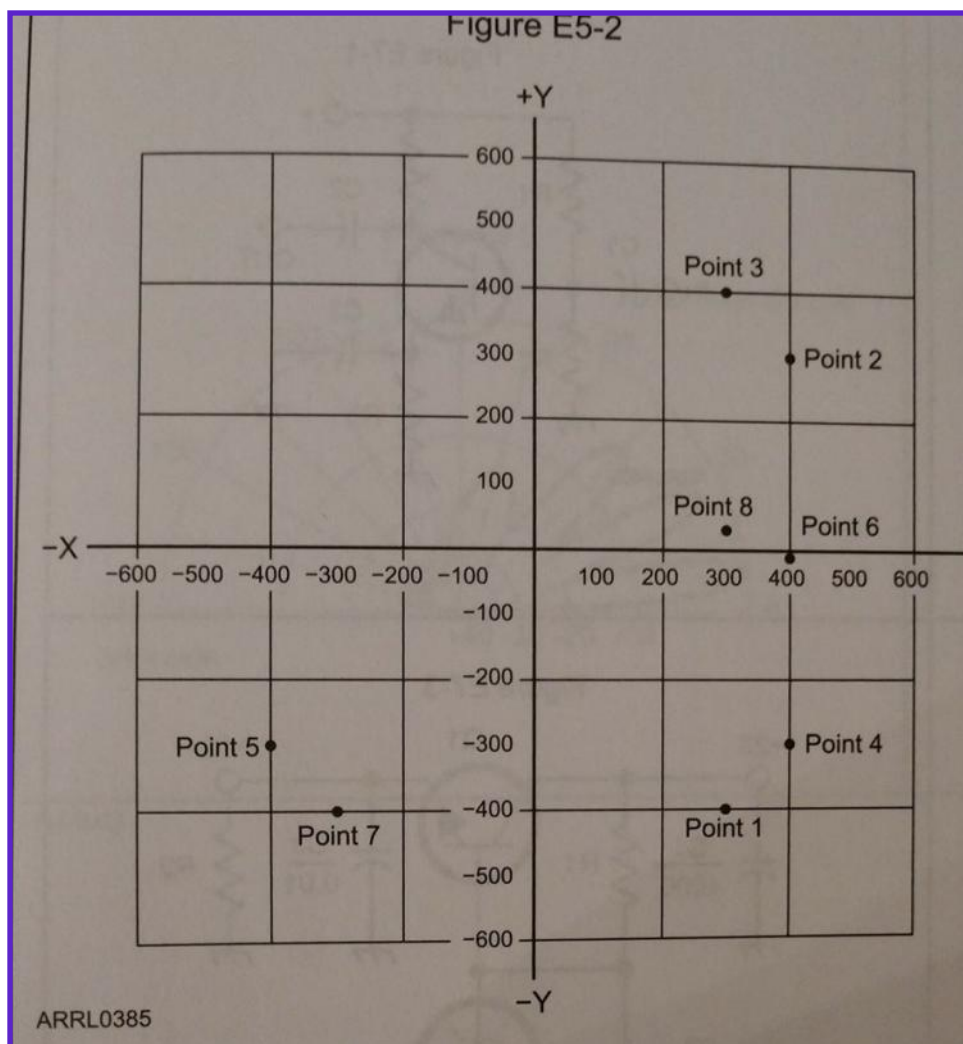 Figure E5-2
+Y
600
500
Point 3
400
300
Point 2
200
100
Point 8
Point 6
−X
−600 −500 −400 −300 −200 −100 100 200 300 400 500 600
−100
−200
Point 5
−300
Point 4
−400
Point 7
Point 1
−500
−600
−Y
ARRL0385